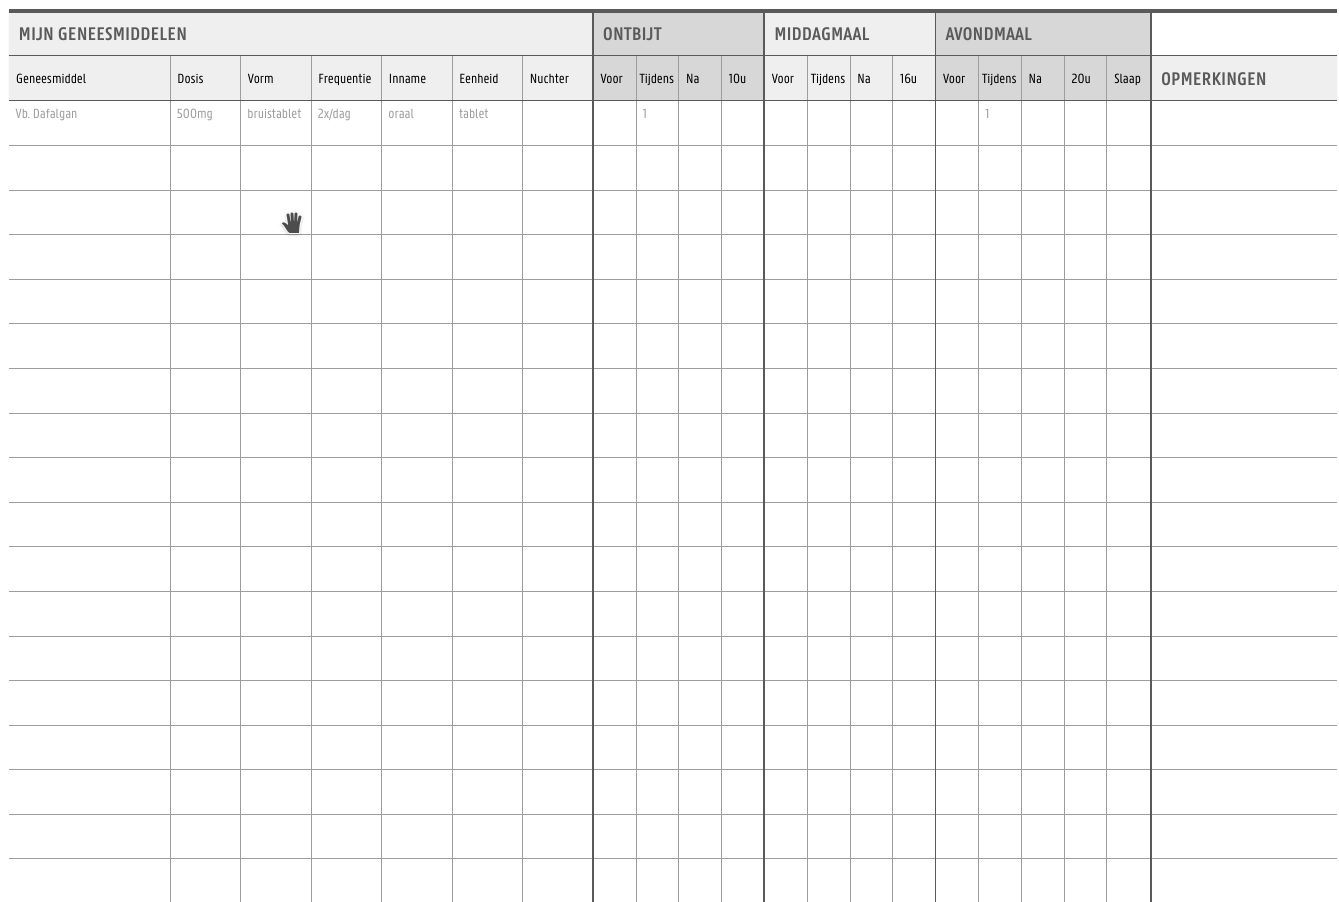 MIJN GENEESMIDDELEN ONTBIJT MIDDAGMAAL AVONDMAAL
Geneesmiddel Dosis Vorm Frequentie Inname Eenheid Nuchter Voor Tijdens Na 10u Voor Tijdens Na 16u Voor Tijdens Na 20u Slaap OPMERKINGEN
Vb. Dafalgan 500mg bruistablet 2x/dag oraal tablet 1 1